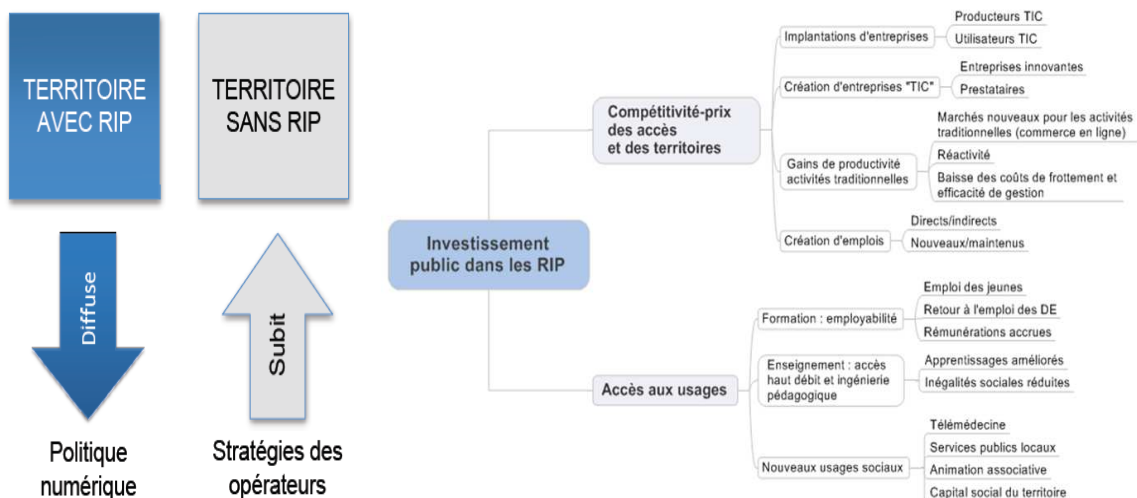 TERRITOIRE
AVEC RIP
TERRITOIRE
SANS RIP
Diffuse
Subit
Politique
numérique
Stratégies des
opérateurs
Investissement
public dans les RIP
Compétitivité-prix
des accès
et des territoires
Implantations d'entreprises
Producteurs TIC
Utilisateurs TIC
Création d'entreprises "TIC"
Entreprises innovantes
Prestataires
Gains de productivité
activités traditionnelles
Marchés nouveaux pour les activités
traditionnelles (commerce en ligne)
Réactivité
Baisse des coûts de frottement et
efficacité de gestion
Création d'emplois
Directs/indirects
Nouveaux/maintenus
Accès aux usages
Formation : employabilité
Emploi des jeunes
Retour à l'emploi des DE
Rémunérations accrues
Enseignement : accès
haut débit et ingénierie
pédagogique
Apprentissages améliorés
Inégalités sociales réduites
Nouveaux usages sociaux
Télémédecine
Services publics locaux
Animation associative
Capital social du territoire